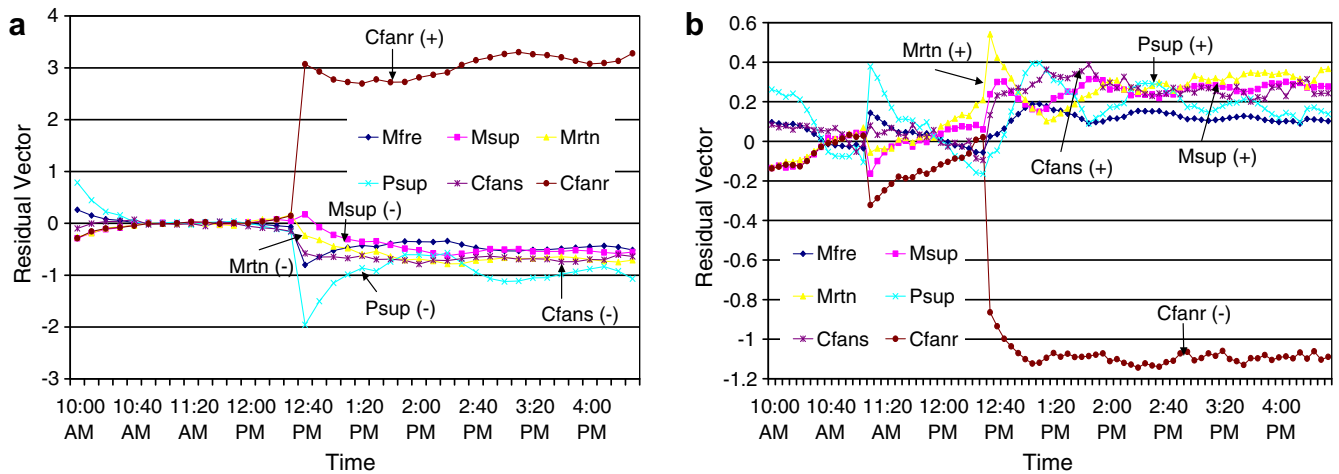 a
4
3
2
1
0
-1
-2
-3
Residual Vector
Cfanr (+)
Mfre Msup Mrtn
Psup Cfans Cfanr
Msup (-)
Mrtn (-)
Psup (-)
Cfans (-)
10:00 AM
10:40 AM
11:20 AM
12:00 PM
12:40 PM
1:20 PM
2:00 PM
2:40 PM
3:20 PM
4:00 PM
Time
b
0.6
0.4
0.2
0
-0.2
-0.4
-0.6
-0.8
-1
-1.2
Residual Vector
Mrtn (+)
Psup (+)
Cfans (+)
Msup (+)
Mfre Msup
Mrtn Psup
Cfans Cfanr
Cfanr (-)
10:00 AM
10:40 AM
11:20 AM
12:00 PM
12:40 PM
1:20 PM
2:00 PM
2:40 PM
3:20 PM
4:00 PM
Time